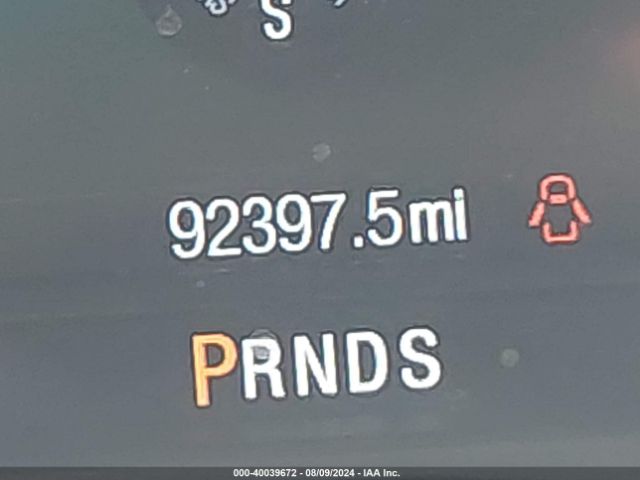 S
92397.5mi
PRNDS
000-40039672 - 08/09/2024 - IAA Inc.